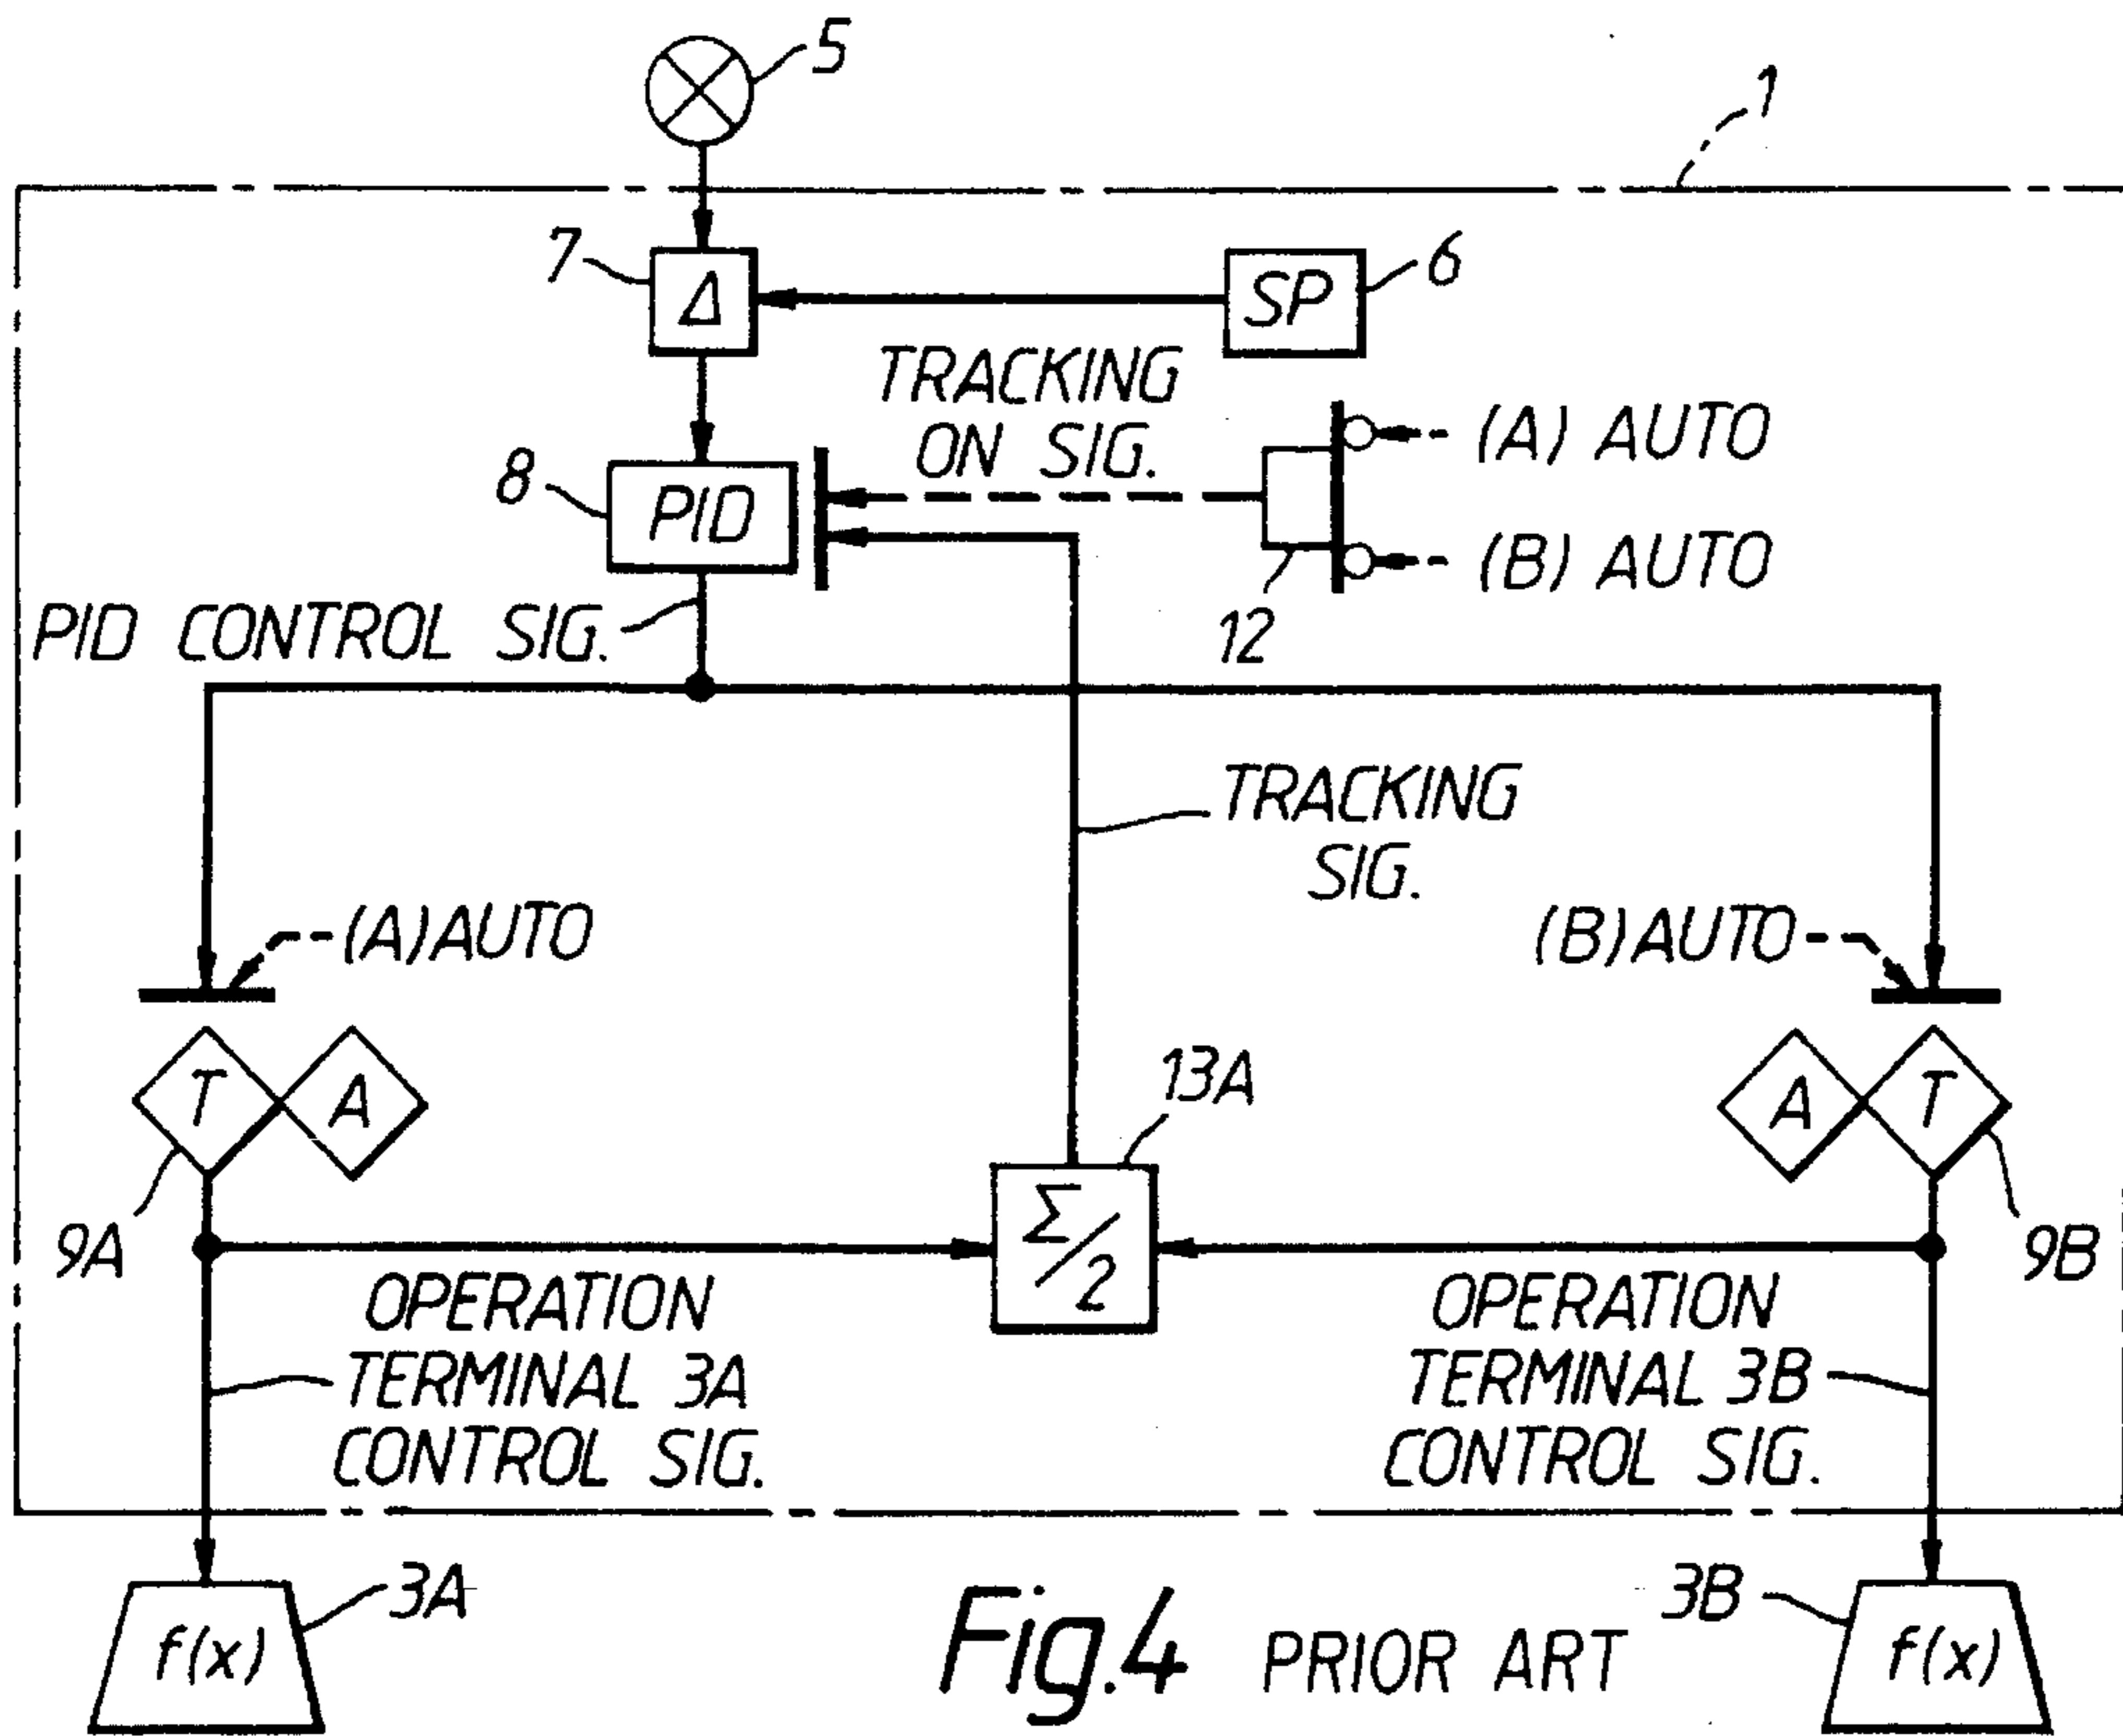 5
1
7
Δ
SP
6
TRACKING
ON SIG.
(A) AUTO
8
PID
(B) AUTO
12
PID CONTROL SIG.
TRACKING
SIG.
(A) AUTO
(B) AUTO
T
A
13A
A
T
9A
Σ/2
9B
OPERATION
TERMINAL 3A
CONTROL SIG.
OPERATION
TERMINAL 3B
CONTROL SIG.
3A
f(x)
3B
f(x)
Fig.4 PRIOR ART